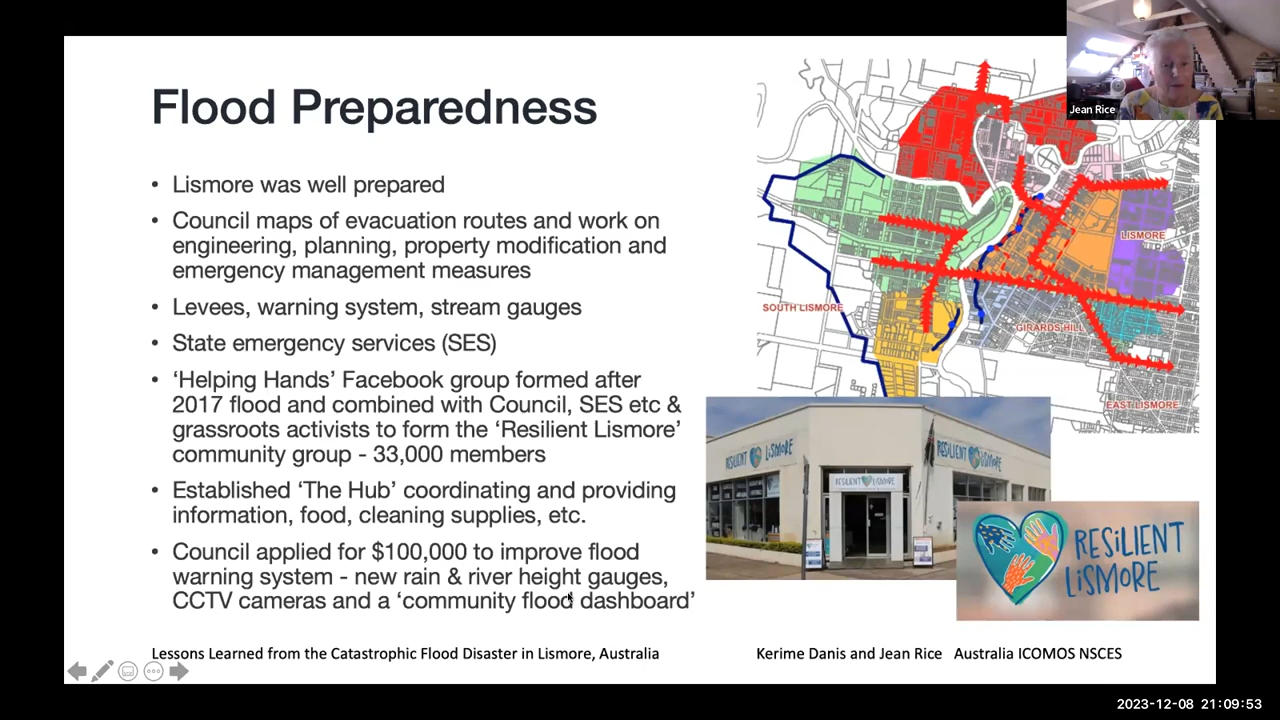 Flood Preparedness
• Lismore was well prepared
• Council maps of evacuation routes and work on
engineering, planning, property modification and
emergency management measures
• Levees, warning system, stream gauges
• State emergency services (SES)
• ‘Helping Hands’ Facebook group formed after
2017 flood and combined with Council, SES etc &
grassroots activists to form the ‘Resilient Lismore’
community group - 33,000 members
• Established ‘The Hub’ coordinating and providing
information, food, cleaning supplies, etc.
• Council applied for $100,000 to improve flood
warning system - new rain & river height gauges,
CCTV cameras and a ‘community flood dashboard’
Jean Rice
LISMORE
SOUTH LISMORE
GIRARDS HILL
EAST LISMORE
RESILIENT LISMORE
RESILIENT LISMORE
RESILIENT LISMORE
RESILIENT
LISMORE
Lessons Learned from the Catastrophic Flood Disaster in Lismore, Australia
Kerime Danis and Jean Rice Australia ICOMOS NSCES
2023-12-08 21:09:53